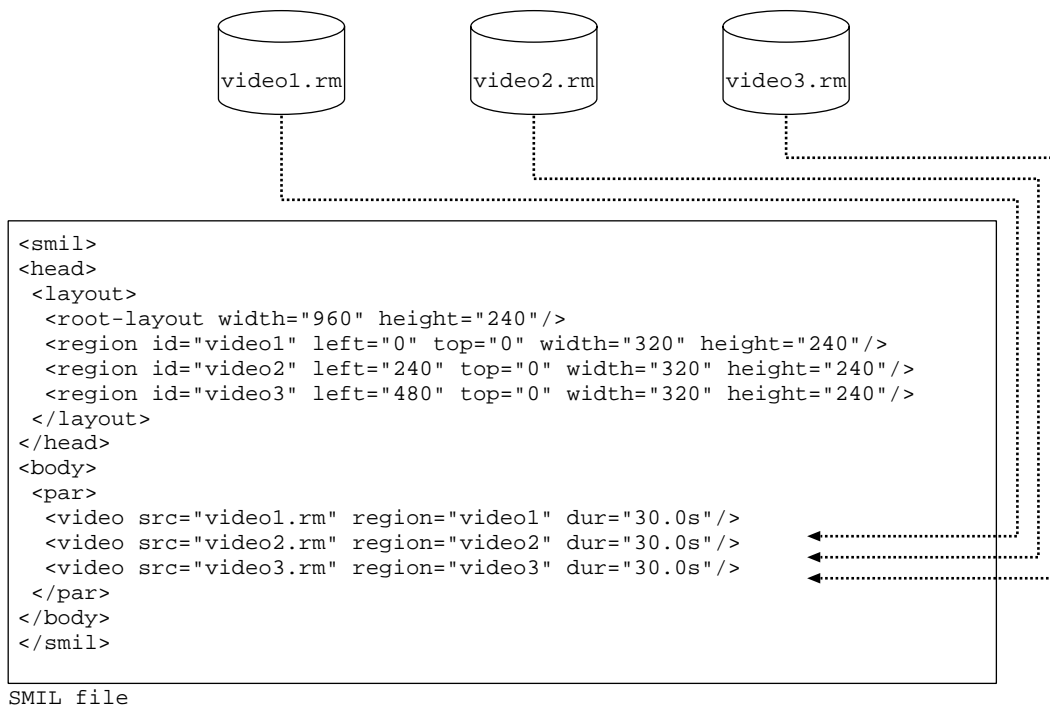 video1.rm video2.rm video3.rm
<smil>
<head>
<layout>
<root-layout width="960" height="240"/>
<region id="video1" left="0" top="0" width="320" height="240"/>
<region id="video2" left="240" top="0" width="320" height="240"/>
<region id="video3" left="480" top="0" width="320" height="240"/>
</layout>
</head>
<body>
<par>
<video src="video1.rm" region="video1" dur="30.0s"/>
<video src="video2.rm" region="video2" dur="30.0s"/>
<video src="video3.rm" region="video3" dur="30.0s"/>
</par>
</body>
</smil>
SMIL file